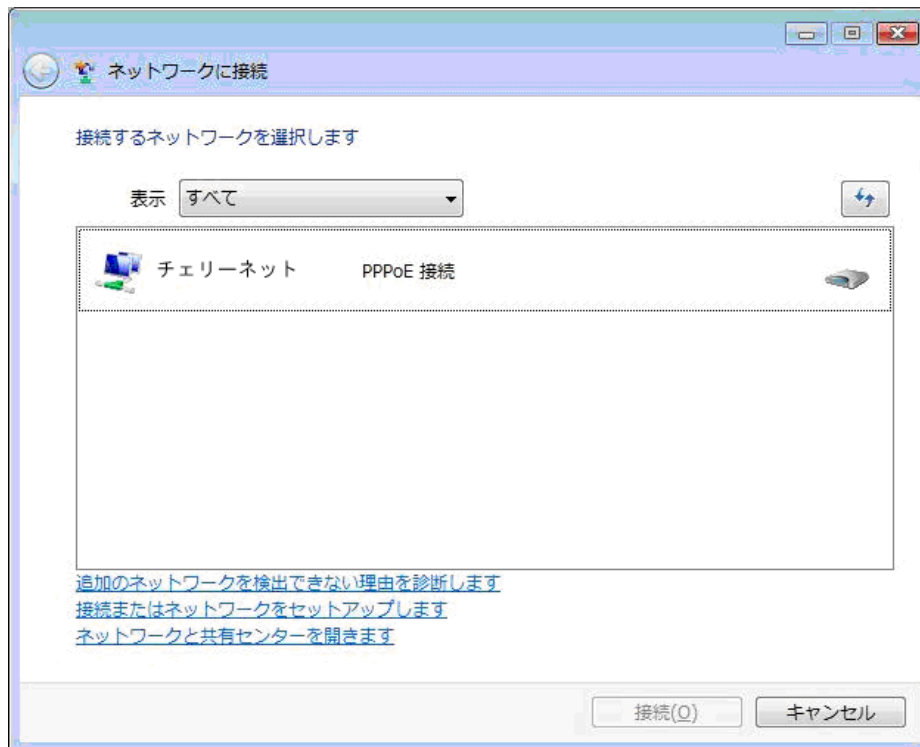 ネットワークに接続
接続するネットワークを選択します
表示 すべて
チェリーネット PPPoE 接続
追加のネットワークを検出できない理由を診断します
接続またはネットワークをセットアップします
ネットワークと共有センターを開きます
接続(O) キャンセル